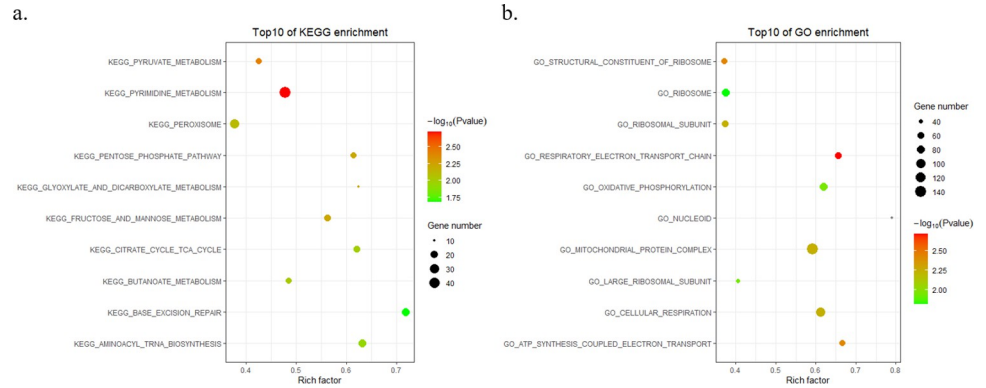 a.
Top10 of KEGG enrichment
KEGG_PYRUVATE_METABOLISM
KEGG_PYRIMIDINE_METABOLISM
KEGG_PEROXISOME
KEGG_PENTOSE_PHOSPHATE_PATHWAY
KEGG_GLYOXYLATE_AND_DICARBOXYLATE_METABOLISM
KEGG_FRUCTOSE_AND_MANNOSE_METABOLISM
KEGG_CITRATE_CYCLE_TCA_CYCLE
KEGG_BUTANOATE_METABOLISM
KEGG_BASE_EXCISION_REPAIR
KEGG_AMINOACYL_TRNA_BIOSYNTHESIS
0.4 0.5 0.6 0.7
Rich factor
−log₁₀(Pvalue)
2.50
2.25
2.00
1.75
Gene number
10
20
30
40
b.
Top10 of GO enrichment
GO_STRUCTURAL_CONSTITUENT_OF_RIBOSOME
GO_RIBOSOME
GO_RIBOSOMAL_SUBUNIT
GO_RESPIRATORY_ELECTRON_TRANSPORT_CHAIN
GO_OXIDATIVE_PHOSPHORYLATION
GO_NUCLEOID
GO_MITOCHONDRIAL_PROTEIN_COMPLEX
GO_LARGE_RIBOSOMAL_SUBUNIT
GO_CELLULAR_RESPIRATION
GO_ATP_SYNTHESIS_COUPLED_ELECTRON_TRANSPORT
0.4 0.5 0.6 0.7 0.8
Rich factor
Gene number
40
60
80
100
120
140
−log₁₀(Pvalue)
2.50
2.25
2.00